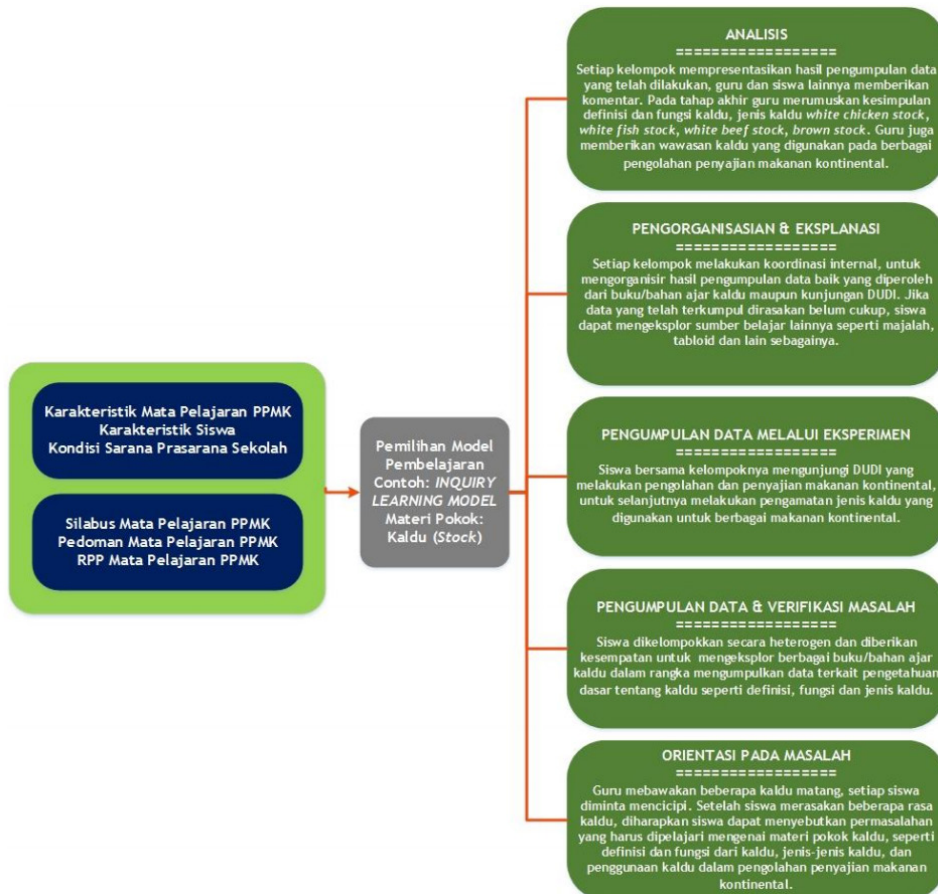 Karakteristik Mata Pelajaran PPMK
Karakteristik Siswa
Kondisi Sarana Prasarana Sekolah
Silabus Mata Pelajaran PPMK
Pedoman Mata Pelajaran PPMK
RPP Mata Pelajaran PPMK
Pemilihan Model
Pembelajaran
Contoh: INQUIRY
LEARNING MODEL
Materi Pokok:
Kaldu (Stock)
ANALISIS
==================
Setiap kelompok mempresentasikan hasil pengumpulan data
yang telah dilakukan, guru dan siswa lainnya memberikan
komentar. Pada tahap akhir guru merumuskan kesimpulan
definisi dan fungsi kaldu, jenis kaldu white chicken stock,
white fish stock, white beef stock, brown stock. Guru juga
memberikan wawasan kaldu yang digunakan pada berbagai
pengolahan penyajian makanan kontinental.
PENGORGANISASIAN & EKSPLANASI
==================
Setiap kelompok melakukan koordinasi internal, untuk
mengorganisir hasil pengumpulan data baik yang diperoleh
dari buku/bahan ajar kaldu maupun kunjungan DUDI. Jika
data yang telah terkumpul dirasakan belum cukup, siswa
dapat mengeksplor sumber belajar lainnya seperti majalah,
tabloid dan lain sebagainya.
PENGUMPULAN DATA MELALUI EKSPERIMEN
==================
Siswa bersama kelompoknya mengunjungi DUDI yang
melakukan pengolahan dan penyajian makanan kontinental,
untuk selanjutnya melakukan pengamatan jenis kaldu yang
digunakan untuk berbagai makanan kontinental.
PENGUMPULAN DATA & VERIFIKASI MASALAH
==================
Siswa dikelompokkan secara heterogen dan diberikan
kesempatan untuk mengeksplor berbagai buku/bahan ajar
kaldu dalam rangka mengumpulkan data terkait pengetahuan
dasar tentang kaldu seperti definisi, fungsi dan jenis kaldu.
ORIENTASI PADA MASALAH
==================
Guru mebawakan beberapa kaldu matang, setiap siswa
diminta mencicipi. Setelah siswa merasakan beberapa rasa
kaldu, diharapkan siswa dapat menyebutkan permasalahan
yang harus dipelajari mengenai materi pokok kaldu, seperti
definisi dan fungsi dari kaldu, jenis-jenis kaldu, dan
penggunaan kaldu dalam pengolahan penyajian makanan
kontinental.